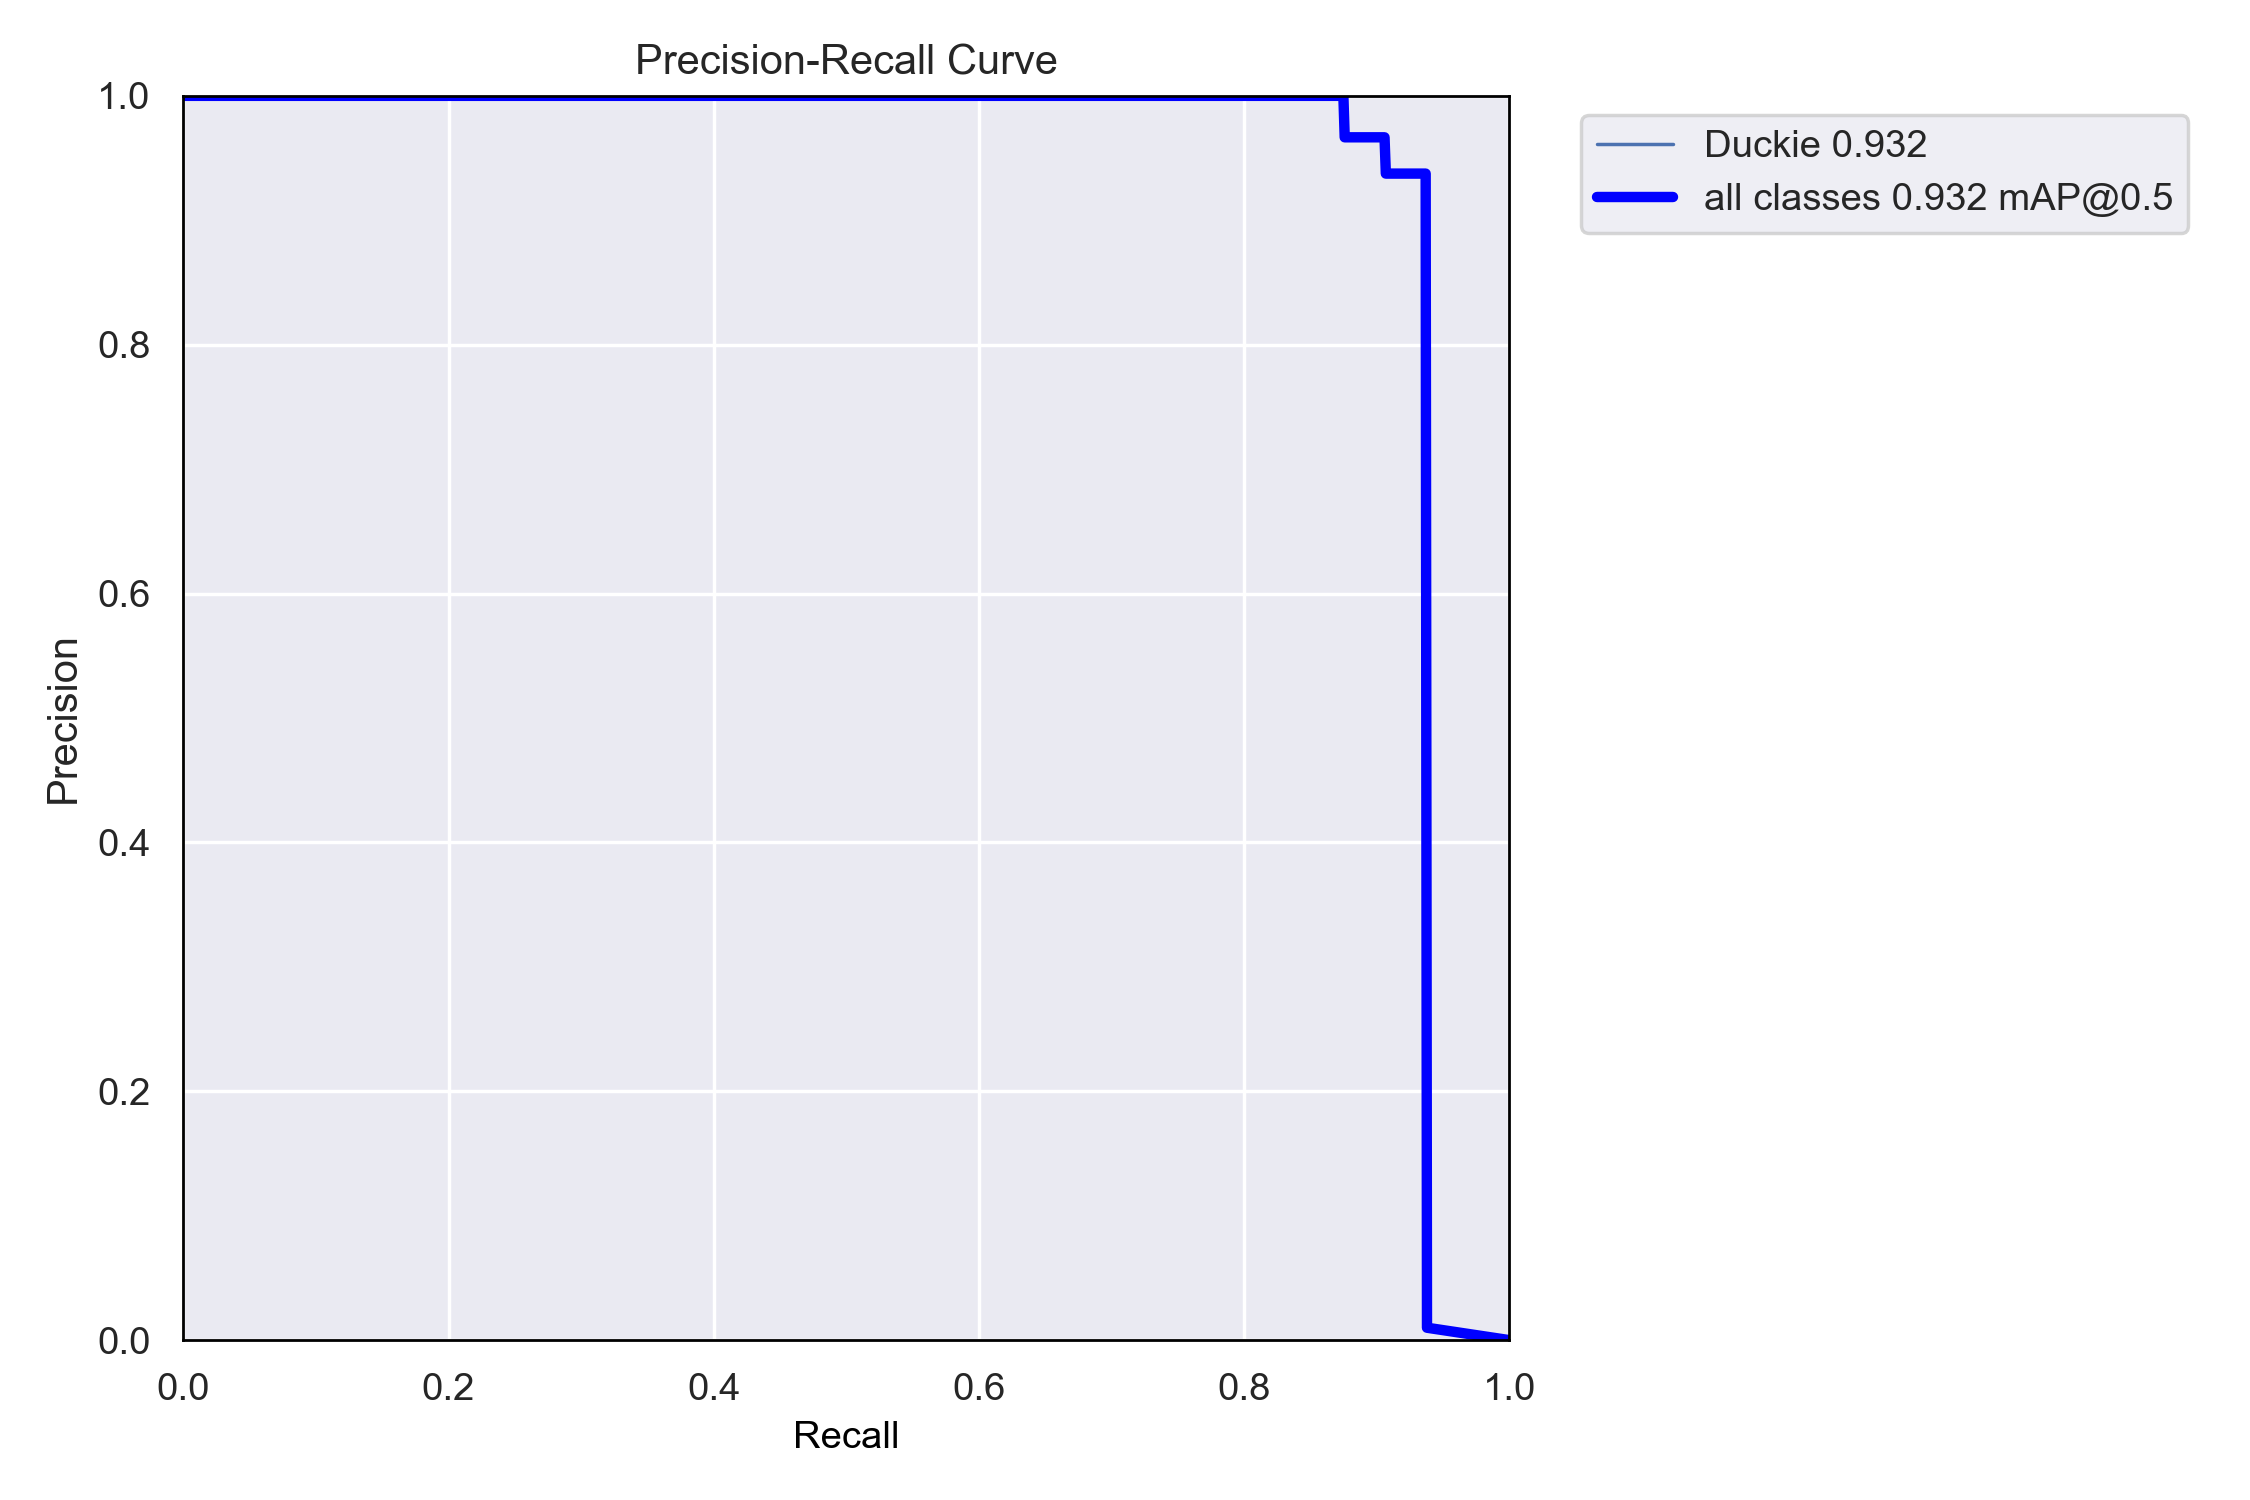 Precision-Recall Curve
1.0
0.8
0.6
0.4
0.2
0.0
Precision
0.0 0.2 0.4 0.6 0.8 1.0
Recall
Duckie 0.932
all classes 0.932 mAP@0.5